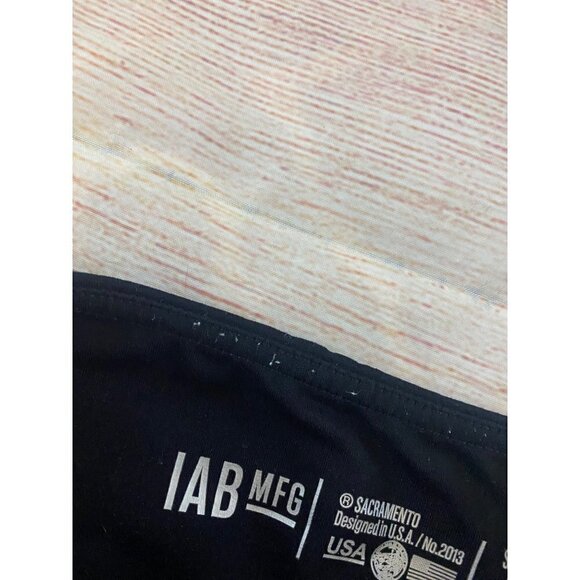 IAB MFG
® SACRAMENTO
Designed in U.S.A. / No.2013
USA
S